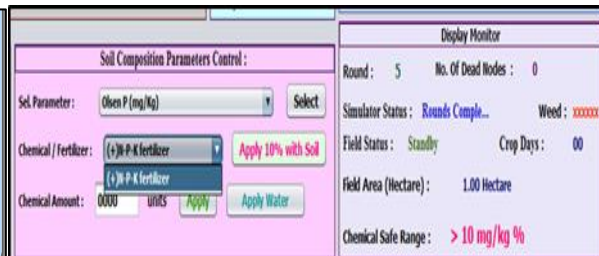 Soil Composition Parameters Control :
Sel. Parameter : Olsen P (mg/Kg) Select
Chemical / Fertilizer : (+)N-P-K fertilizer Apply 10% with Soil
(+)N-P-K fertilizer
Chemical Amount : 0000 units Apply Apply Water
Display Monitor
Round : 5 No. Of Dead Nodes : 0
Simulator Status : Rounds Comple... Weed : xxxxxx
Field Status : Standby Crop Days : 00
Field Area (Hectare) : 1.00 Hectare
Chemical Safe Range : > 10 mg/kg %